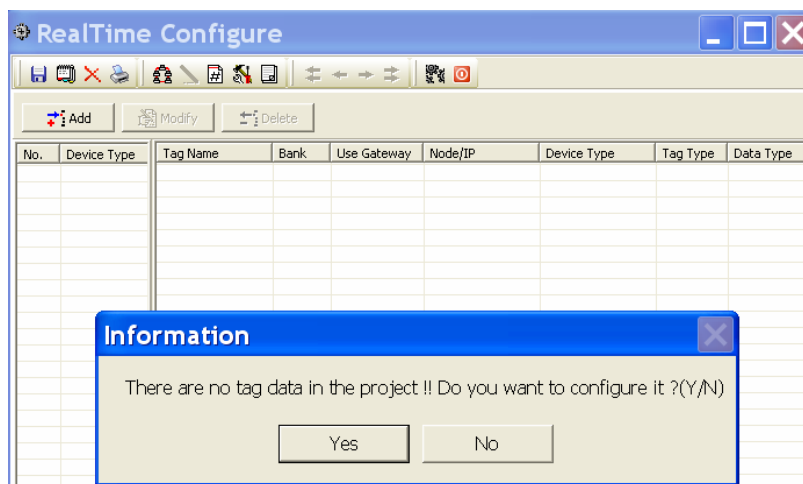 RealTime Configure
Add Modify Delete
No. Device Type Tag Name Bank Use Gateway Node/IP Device Type Tag Type Data Type
Information
There are no tag data in the project !! Do you want to configure it ?(Y/N)
Yes No